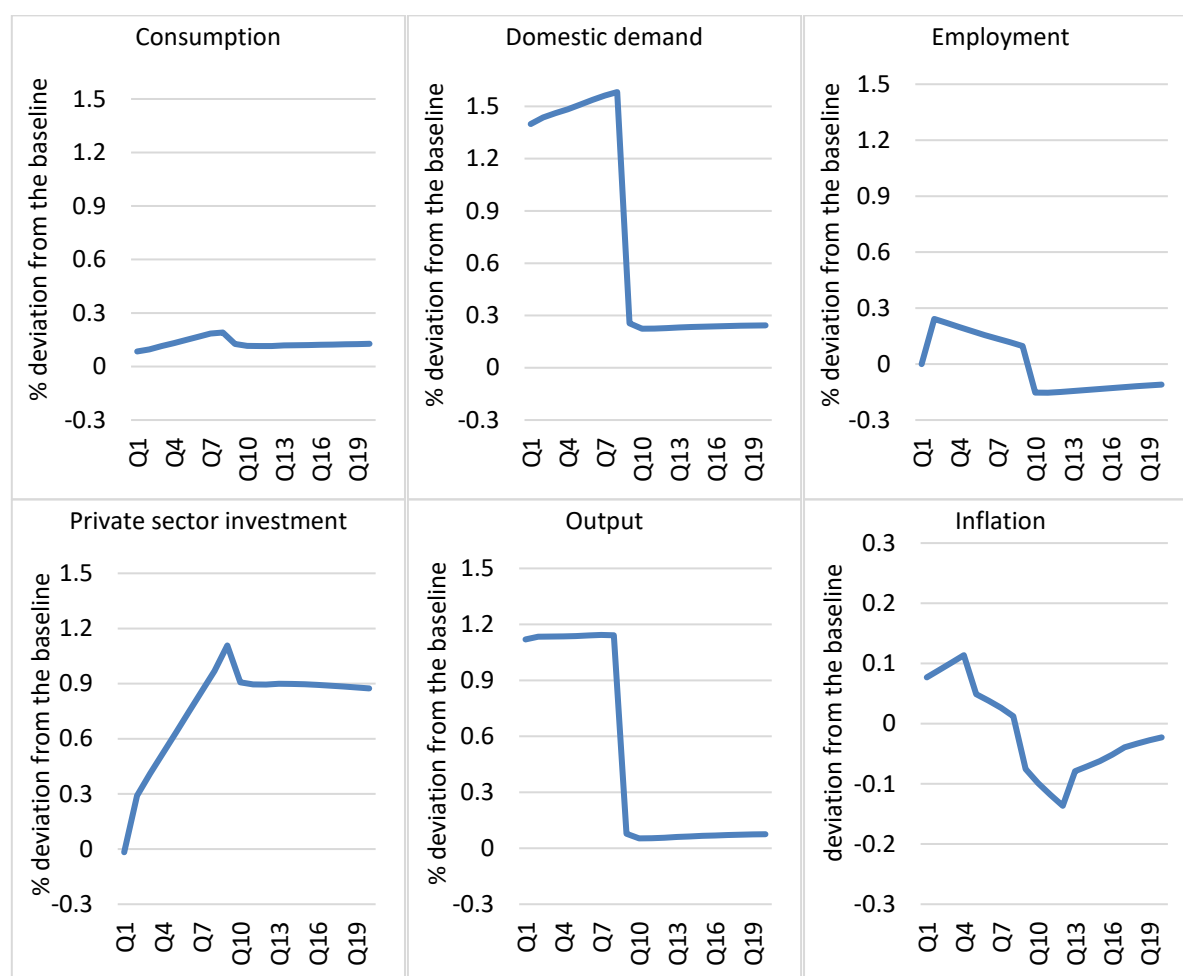 Consumption
% deviation from the baseline
1.5
1.2
0.9
0.6
0.3
0
-0.3
Q1
Q4
Q7
Q10
Q13
Q16
Q19
Domestic demand
% deviation from the baseline
1.5
1.2
0.9
0.6
0.3
0
-0.3
Q1
Q4
Q7
Q10
Q13
Q16
Q19
Employment
% deviation from the baseline
1.5
1.2
0.9
0.6
0.3
0
-0.3
Q1
Q4
Q7
Q10
Q13
Q16
Q19
Private sector investment
% deviation from the baseline
1.5
1.2
0.9
0.6
0.3
0
-0.3
Q1
Q4
Q7
Q10
Q13
Q16
Q19
Output
% deviation from the baseline
1.5
1.2
0.9
0.6
0.3
0
-0.3
Q1
Q4
Q7
Q10
Q13
Q16
Q19
Inflation
deviation from the baseline
0.3
0.2
0.1
0
-0.1
-0.2
-0.3
Q1
Q4
Q7
Q10
Q13
Q16
Q19